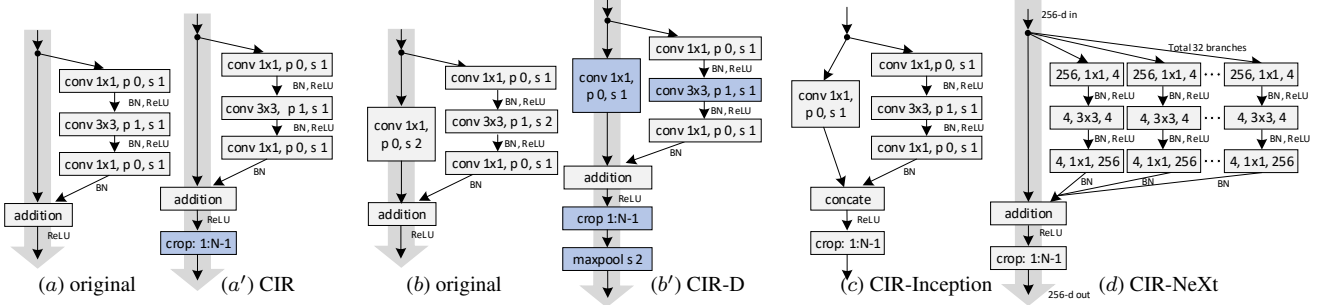 conv 1x1, p 0, s 1
BN, ReLU
conv 3x3, p 1, s 1
BN, ReLU
conv 1x1, p 0, s 1
BN
addition
ReLU
(a) original
conv 1x1, p 0, s 1
BN, ReLU
conv 3x3, p 1, s 1
BN, ReLU
conv 1x1, p 0, s 1
BN
addition
ReLU
crop: 1:N-1
(a′) CIR
conv 1x1, p 0, s 1
BN, ReLU
conv 1x1,
p 0, s 2
conv 3x3, p 1, s 2
BN, ReLU
conv 1x1, p 0, s 1
BN
addition
ReLU
(b) original
conv 1x1, p 0, s 1
BN, ReLU
conv 1x1,
p 0, s 1
conv 3x3, p 1, s 1
BN, ReLU
conv 1x1, p 0, s 1
BN
addition
ReLU
crop 1:N-1
maxpool s 2
(b′) CIR-D
conv 1x1, p 0, s 1
BN, ReLU
conv 1x1,
p 0, s 1
conv 3x3, p 1, s 1
BN, ReLU
conv 1x1, p 0, s 1
BN
concate
ReLU
crop: 1:N-1
(c) CIR-Inception
256-d in
Total 32 branches
256, 1x1, 4 256, 1x1, 4 ··· 256, 1x1, 4
BN, ReLU BN, ReLU BN, ReLU
4, 3x3, 4 4, 3x3, 4 ··· 4, 3x3, 4
BN, ReLU BN, ReLU BN, ReLU
4, 1x1, 256 4, 1x1, 256 ··· 4, 1x1, 256
BN BN BN
addition
ReLU
crop: 1:N-1
256-d out
(d) CIR-NeXt